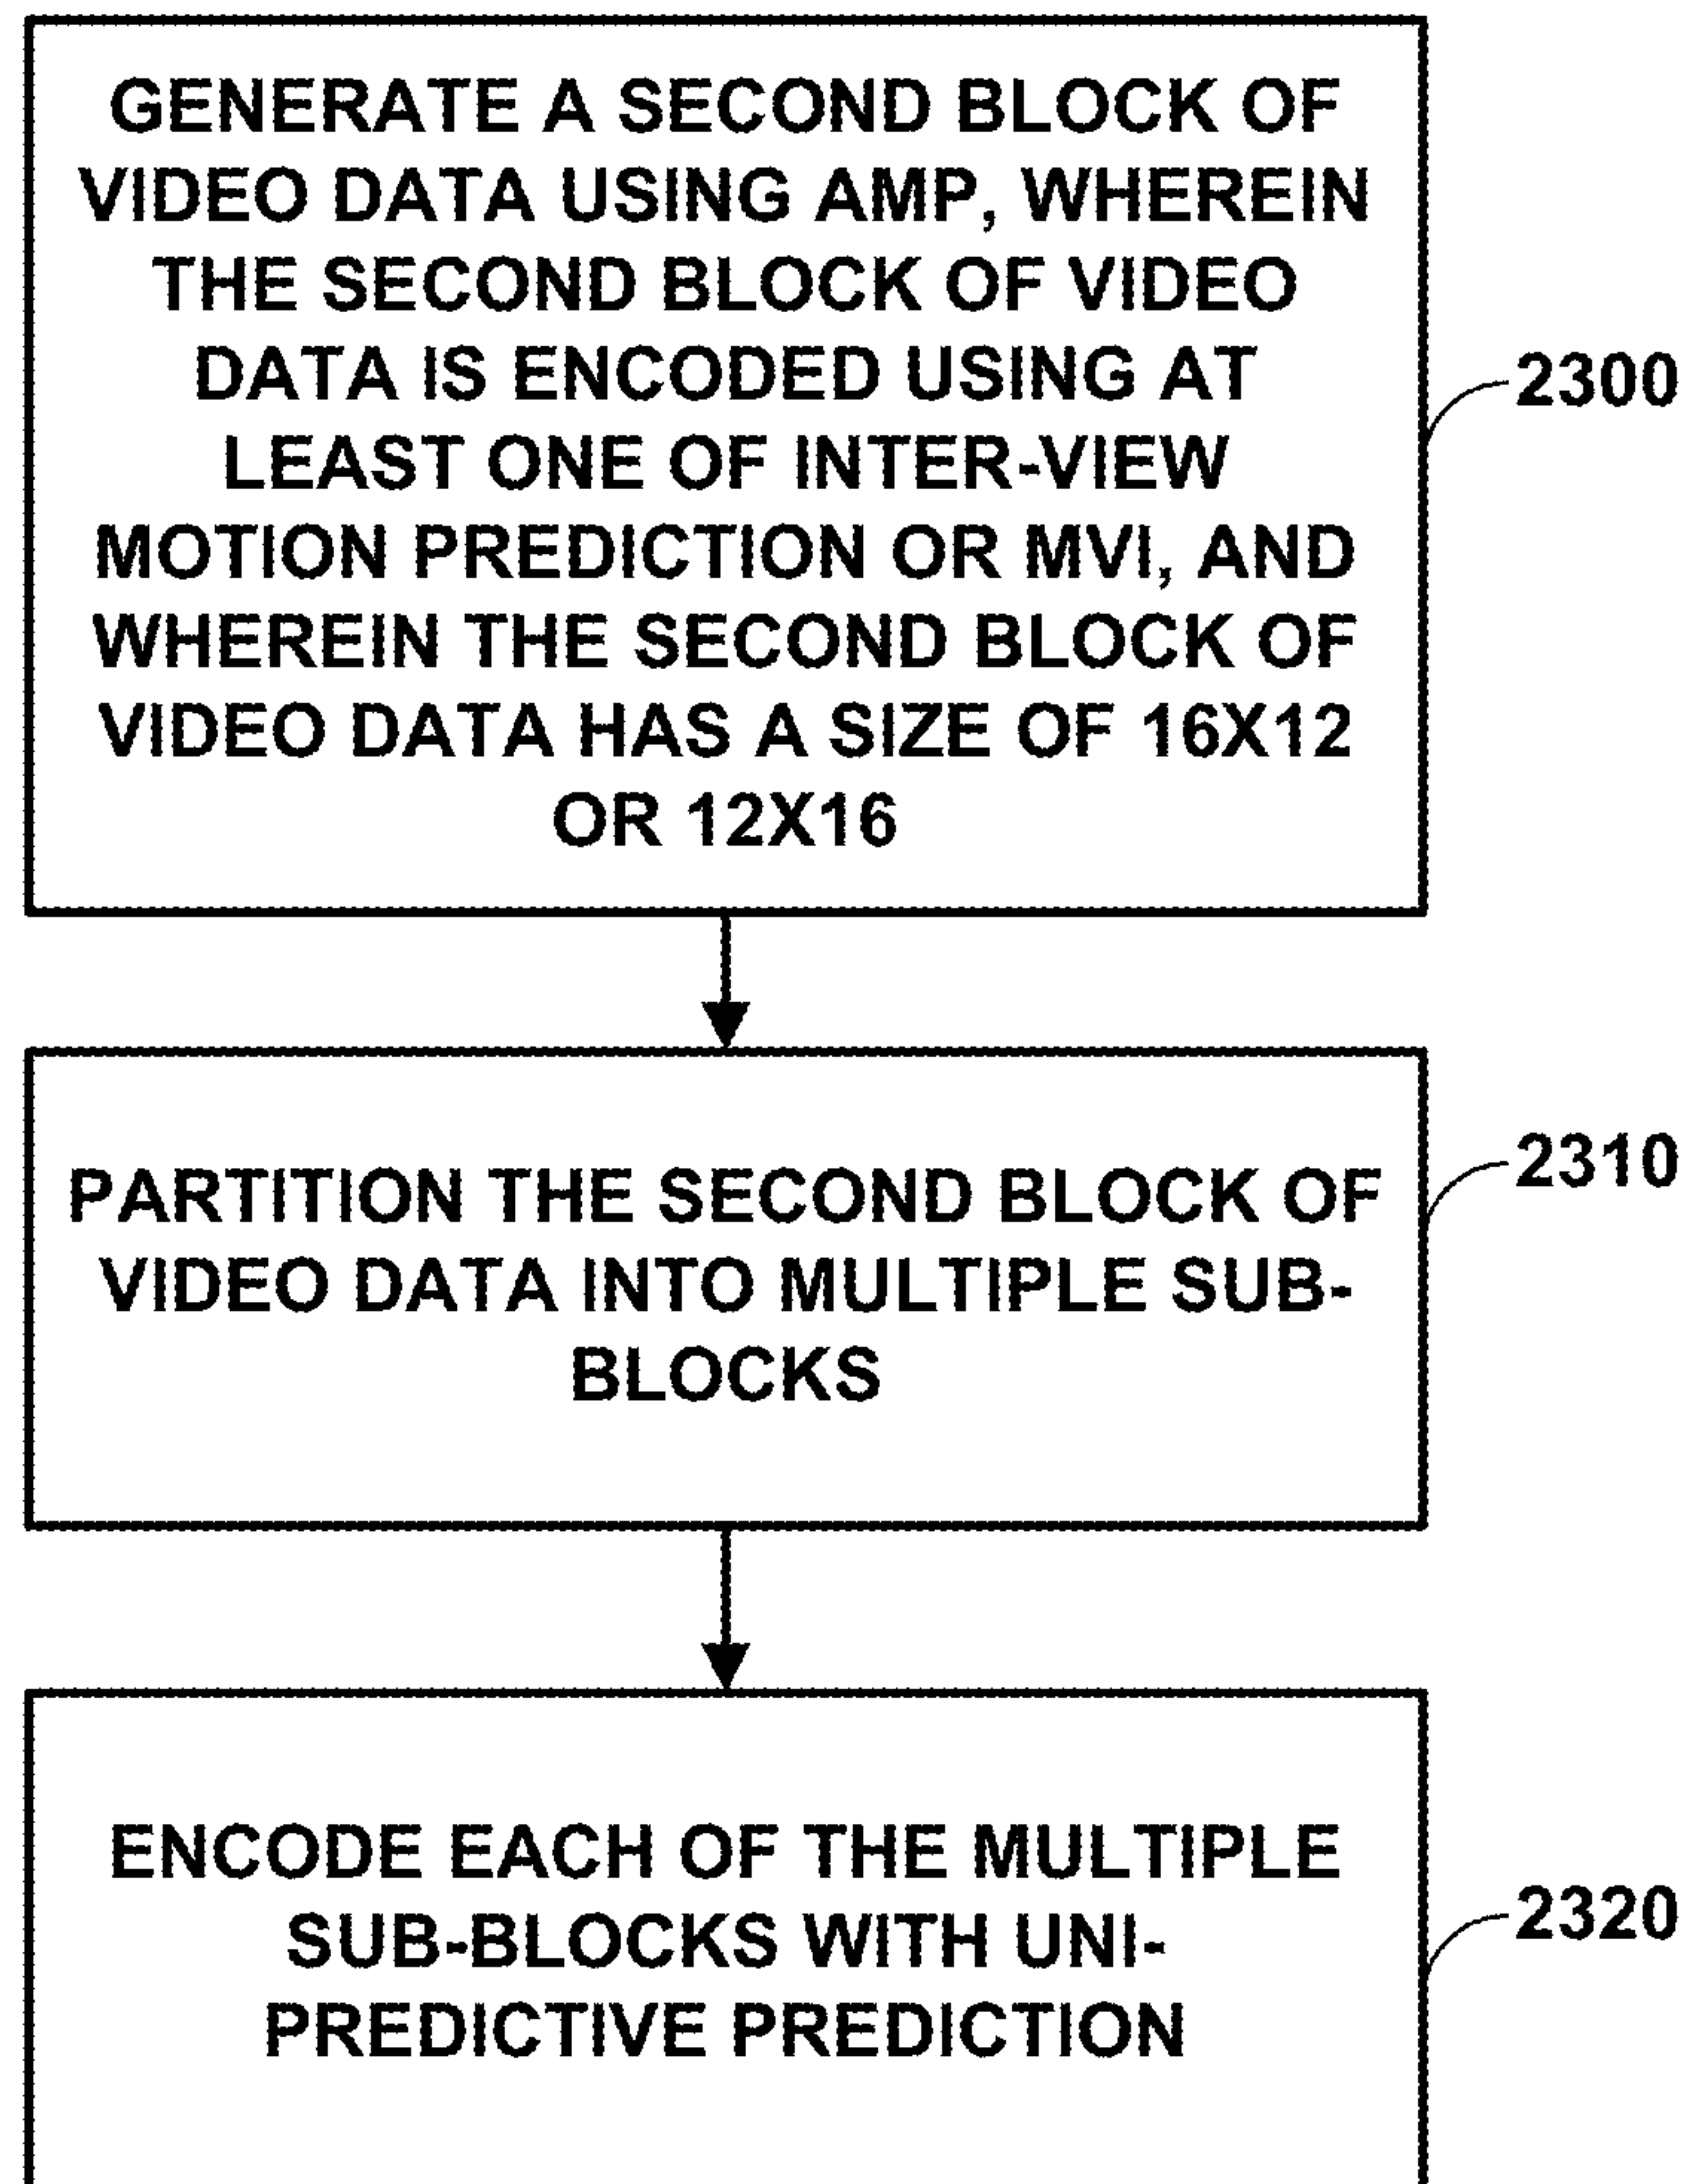 GENERATE A SECOND BLOCK OF
VIDEO DATA USING AMP, WHEREIN
THE SECOND BLOCK OF VIDEO
DATA IS ENCODED USING AT
LEAST ONE OF INTER-VIEW
MOTION PREDICTION OR MVI, AND
WHEREIN THE SECOND BLOCK OF
VIDEO DATA HAS A SIZE OF 16X12
OR 12X16
2300
PARTITION THE SECOND BLOCK OF
VIDEO DATA INTO MULTIPLE SUB-
BLOCKS
2310
ENCODE EACH OF THE MULTIPLE
SUB-BLOCKS WITH UNI-
PREDICTIVE PREDICTION
2320